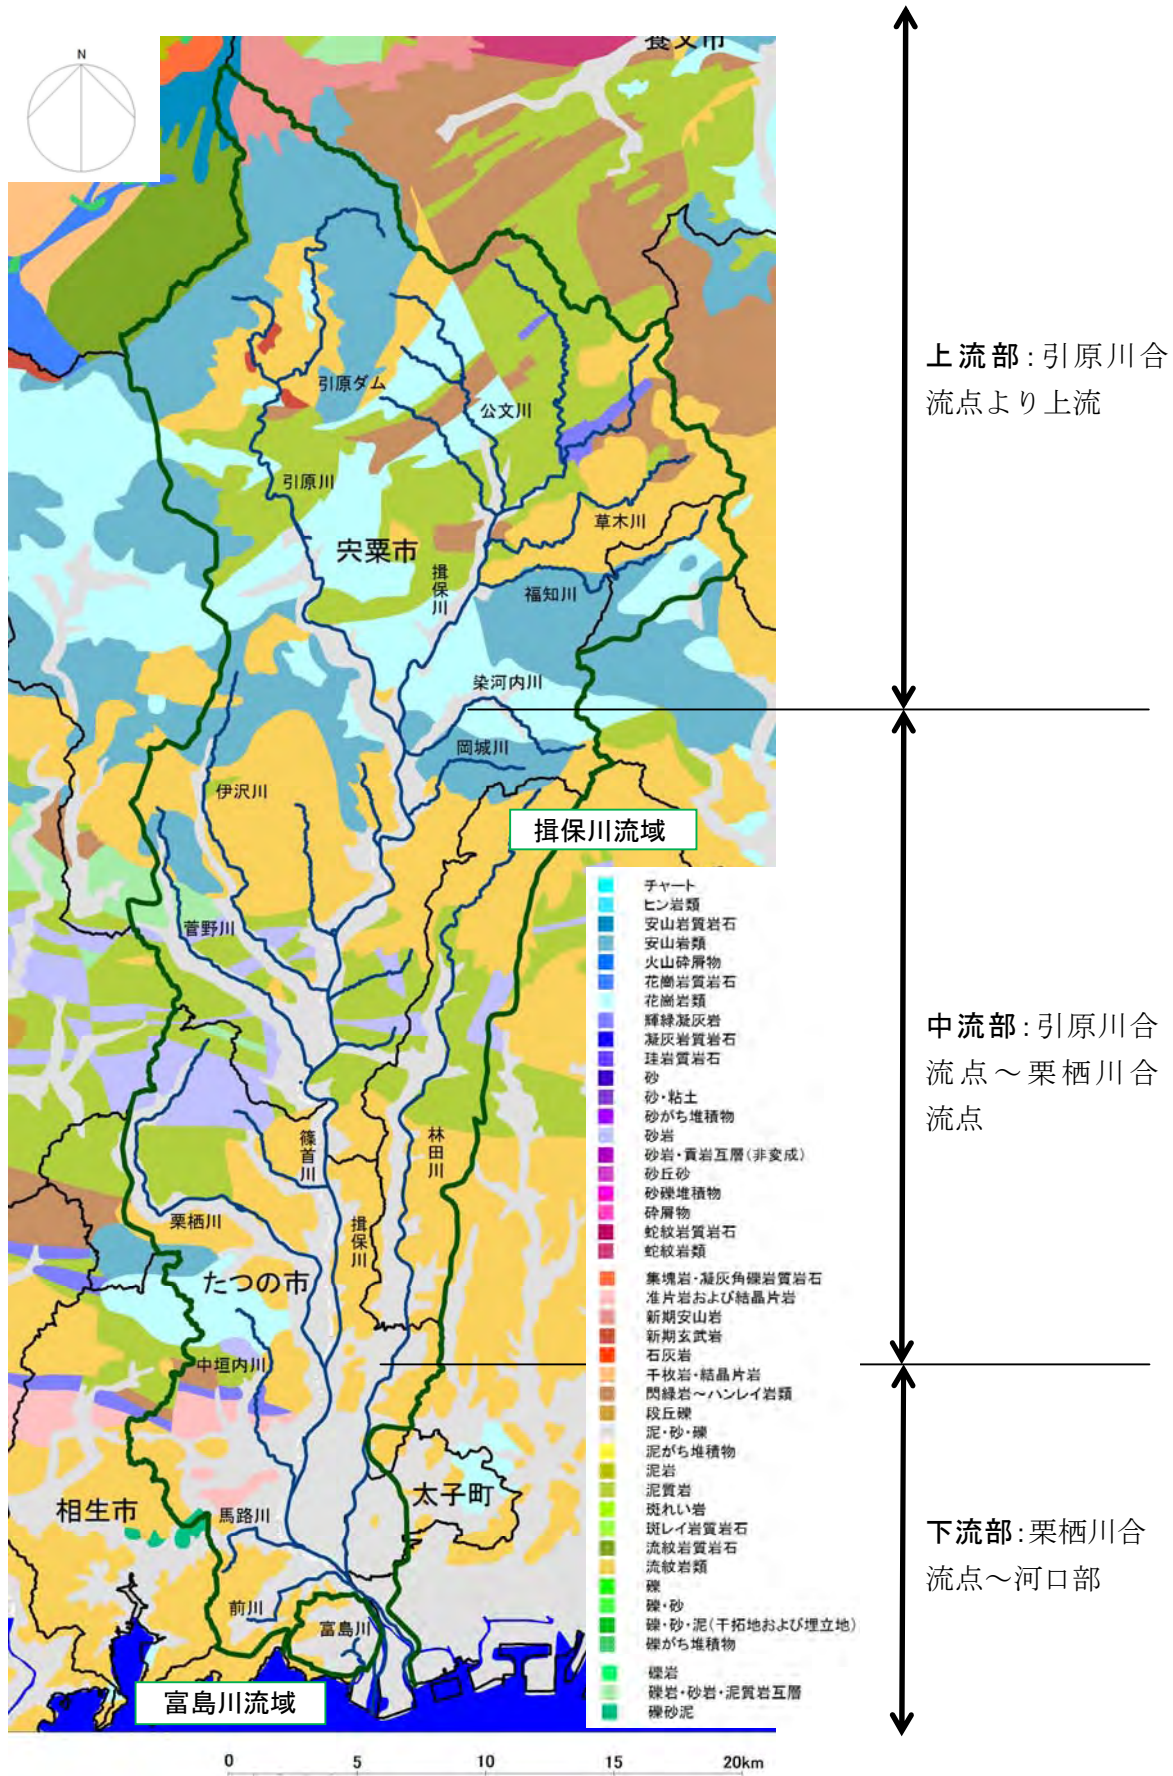 養父市
N
引原ダム
公文川
引原川
草木川
宍粟市
揖保川
福知川
染河内川
岡城川
伊沢川
揖保川流域
菅野川
篠首川
林田川
栗栖川
揖保川
たつの市
中垣内川
太子町
相生市
馬路川
前川
富島川
富島川流域
上流部：引原川合
流点より上流
中流部：引原川合
流点～栗栖川合
流点
下流部：栗栖川合
流点～河口部
チャート
ヒン岩類
安山岩質岩石
安山岩類
火山砕屑物
花崗岩質岩石
花崗岩類
輝緑凝灰岩
凝灰岩質岩石
珪岩質岩石
砂
砂・粘土
砂がち堆積物
砂岩
砂岩・頁岩互層(非変成)
砂丘砂
砂礫堆積物
砕屑物
蛇紋岩質岩石
蛇紋岩類
集塊岩・凝灰角礫岩質岩石
准片岩および結晶片岩
新期安山岩
新期玄武岩
石灰岩
千枚岩・結晶片岩
閃緑岩～ハンレイ岩類
段丘礫
泥・砂・礫
泥がち堆積物
泥岩
泥質岩
斑れい岩
斑レイ岩質岩石
流紋岩質岩石
流紋岩類
礫
礫・砂
礫・砂・泥(干拓地および埋立地)
礫がち堆積物
礫岩
礫岩・砂岩・泥質岩互層
礫砂泥
0 5 10 15 20km